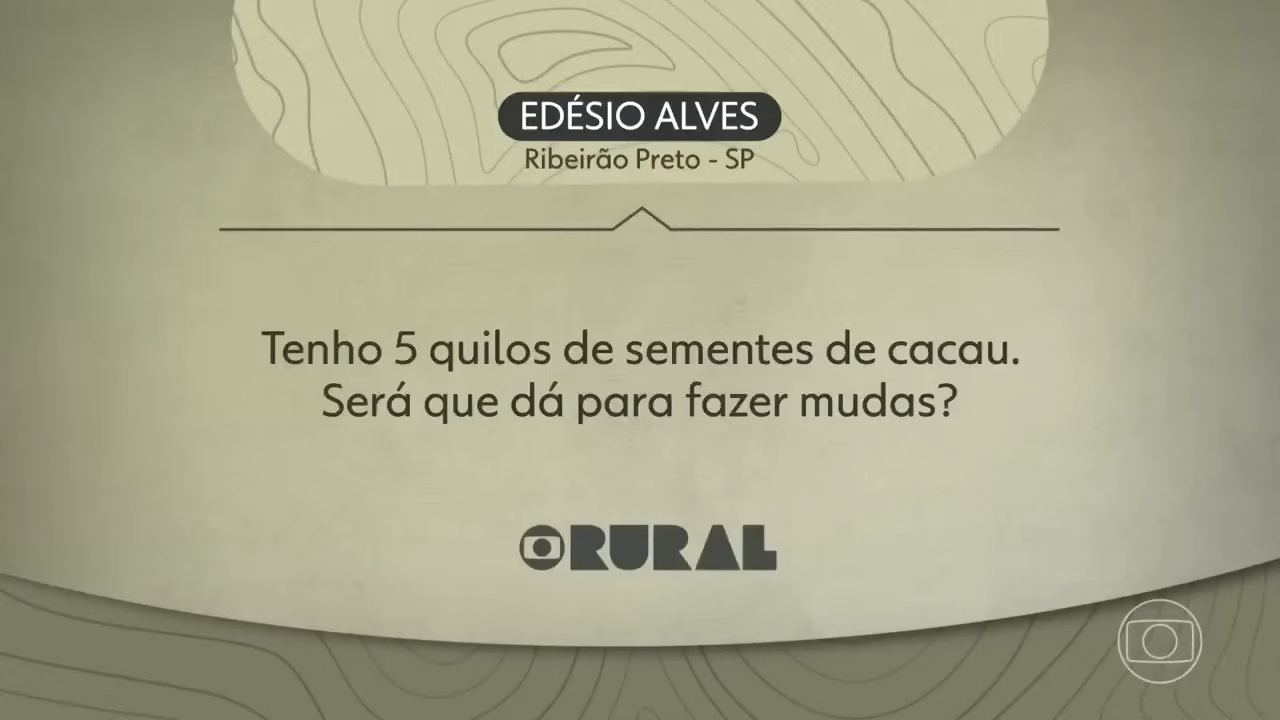 EDÉSIO ALVES
Ribeirão Preto - SP
Tenho 5 quilos de sementes de cacau.
Será que dá para fazer mudas?
RURAL